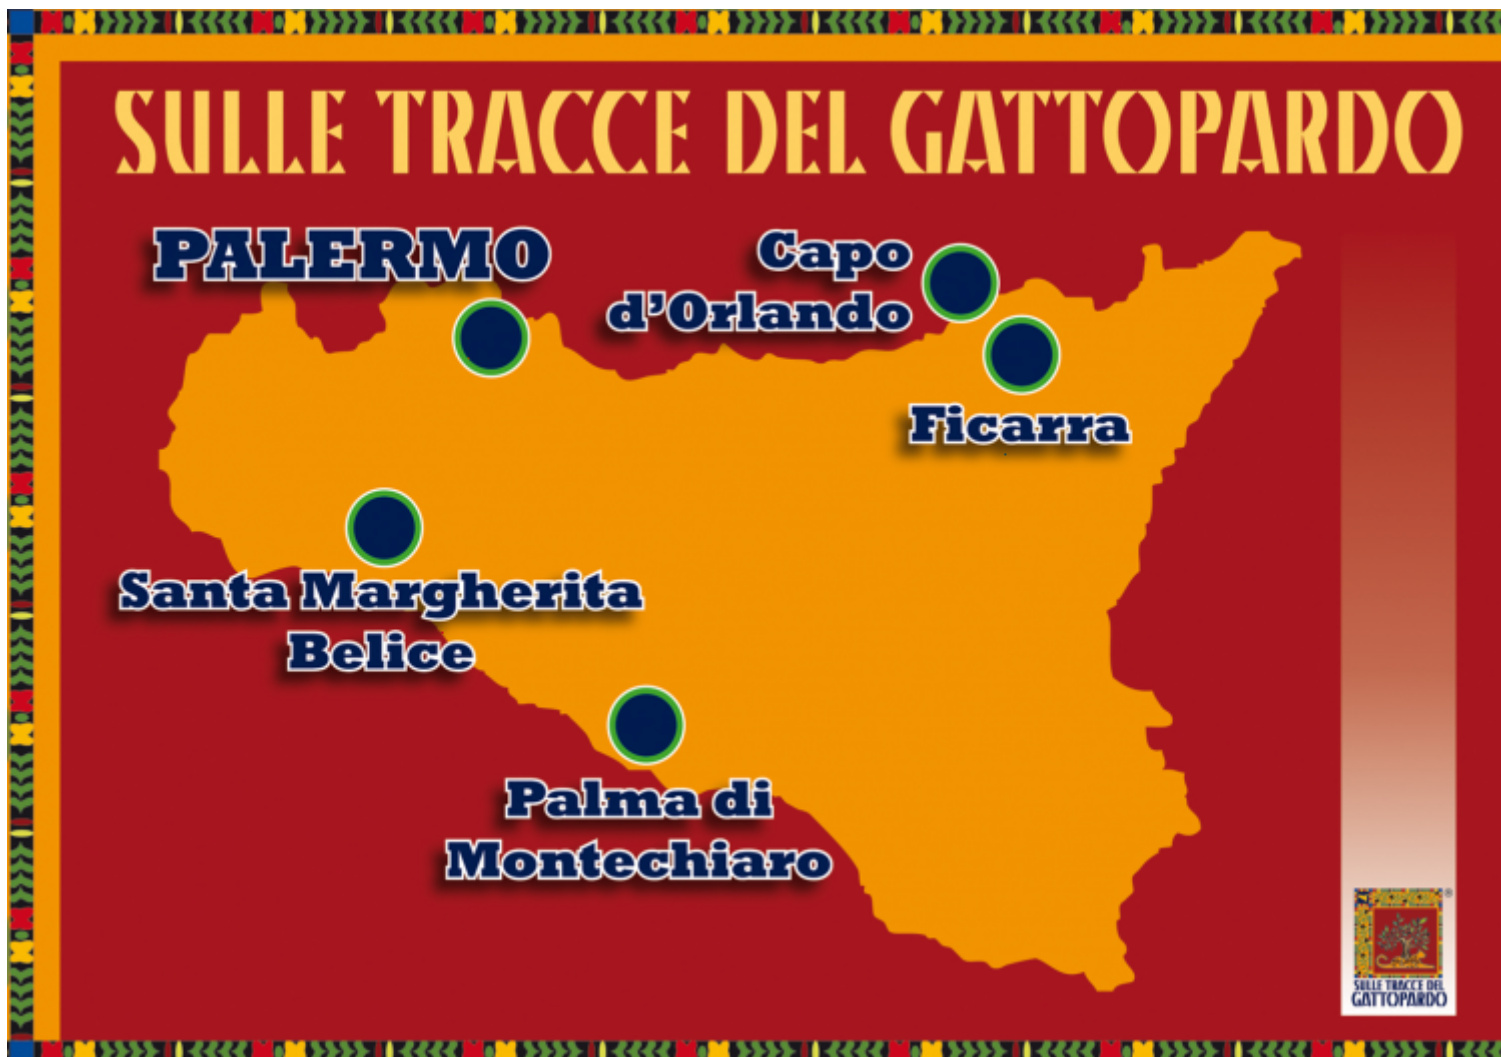 SULLE TRACCE DEL GATTOPARDO
PALERMO
Capo
d'Orlando
Ficarra
Santa Margherita
Belice
Palma di
Montechiaro
®
SULLE TRACCE DEL
GATTOPARDO